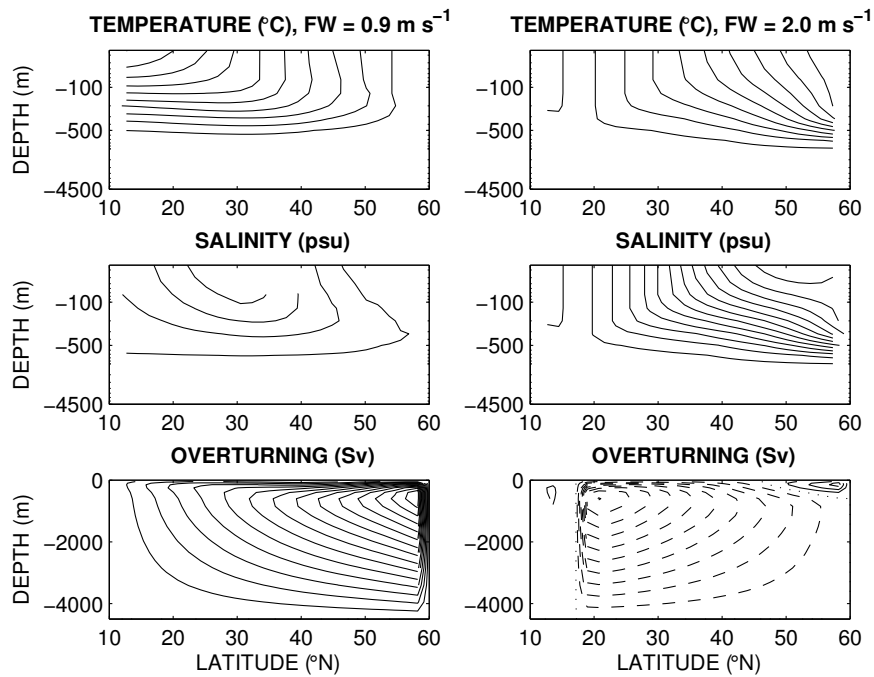 TEMPERATURE (°C), FW = 0.9 m s⁻¹
TEMPERATURE (°C), FW = 2.0 m s⁻¹
DEPTH (m)
−100
−500
−4500
10 20 30 40 50 60
−100
−500
−4500
10 20 30 40 50 60
SALINITY (psu)
SALINITY (psu)
DEPTH (m)
−100
−500
−4500
10 20 30 40 50 60
−100
−500
−4500
10 20 30 40 50 60
OVERTURNING (Sv)
OVERTURNING (Sv)
DEPTH (m)
0
−2000
−4000
10 20 30 40 50 60
LATITUDE (°N)
0
−2000
−4000
10 20 30 40 50 60
LATITUDE (°N)